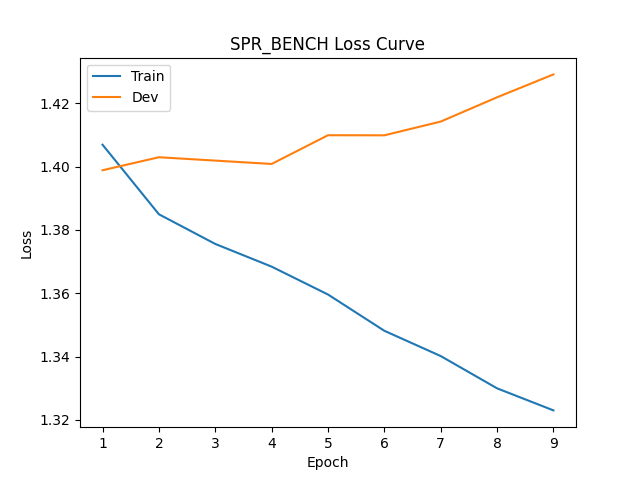 SPR_BENCH Loss Curve
Train
Dev
Loss
1.42
1.40
1.38
1.36
1.34
1.32
1 2 3 4 5 6 7 8 9
Epoch